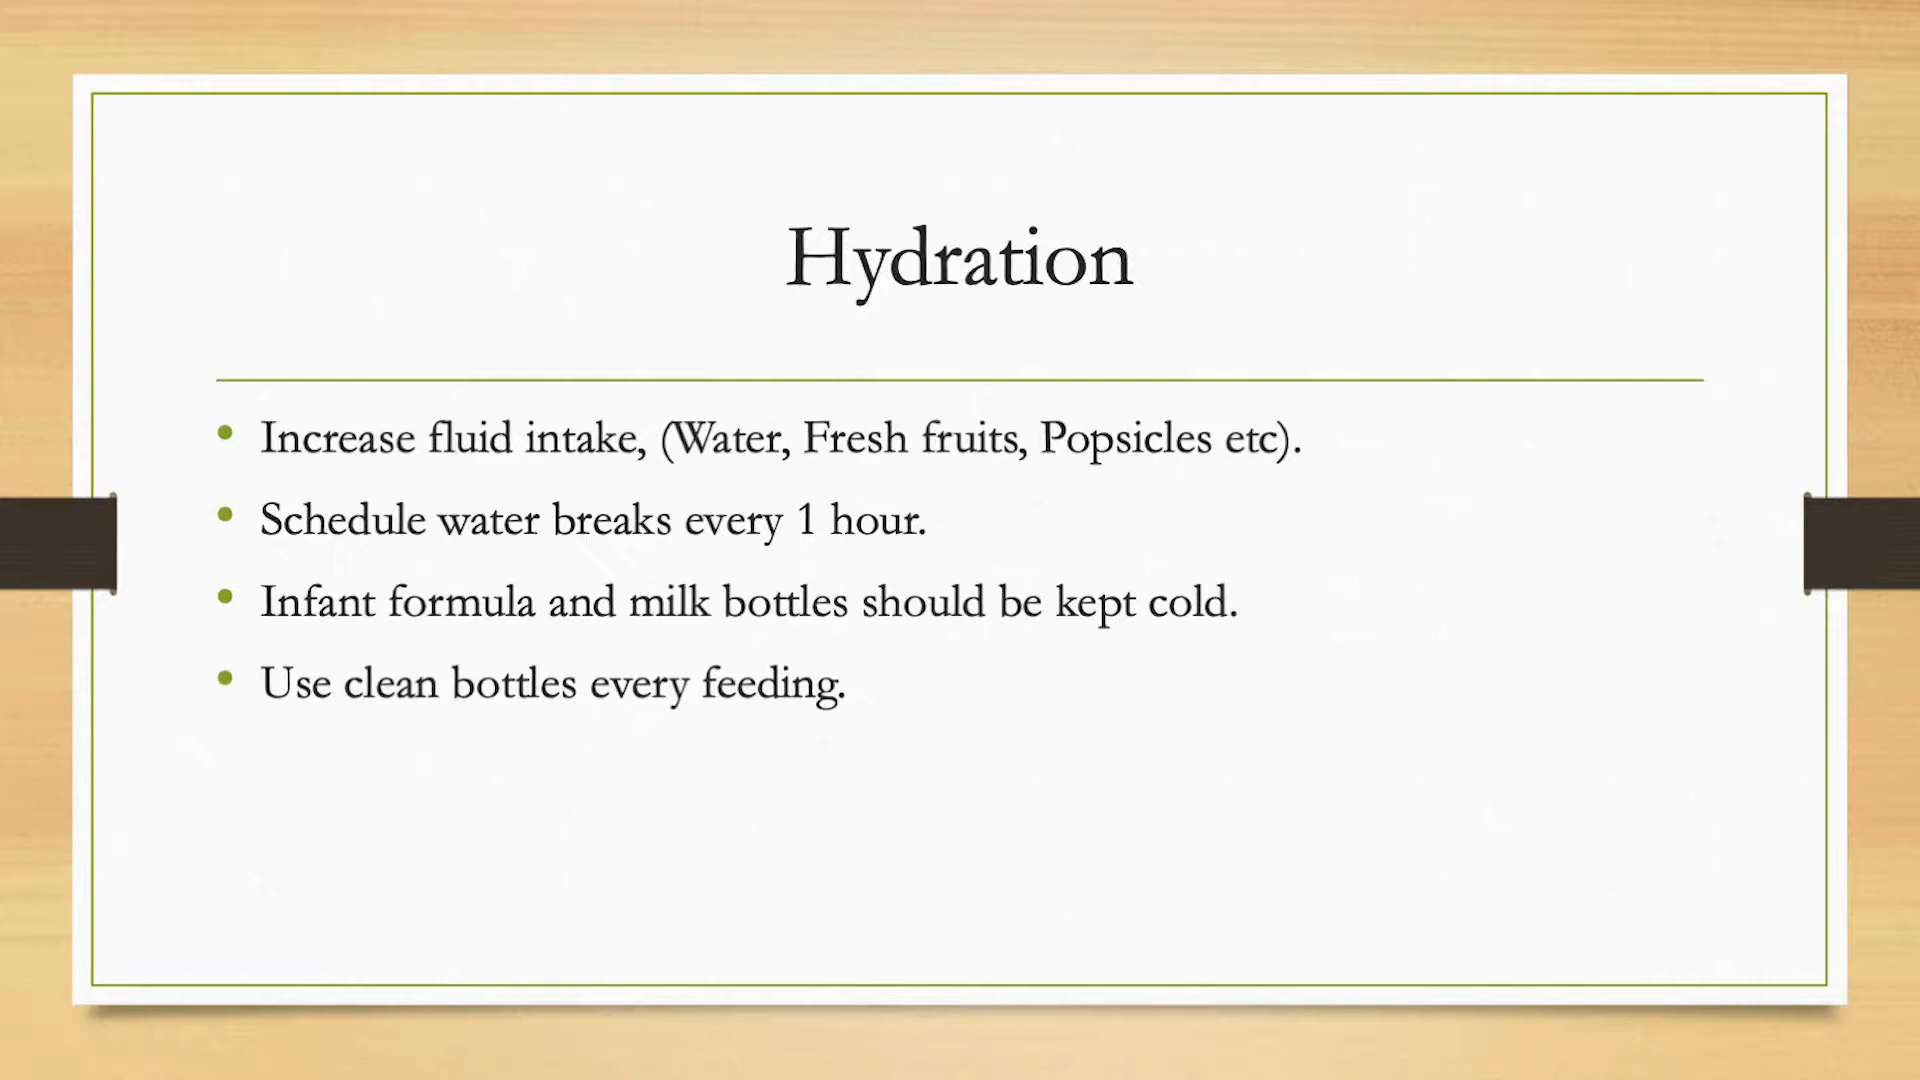 Hydration
Increase fluid intake, (Water, Fresh fruits, Popsicles etc).
Schedule water breaks every 1 hour.
Infant formula and milk bottles should be kept cold.
Use clean bottles every feeding.